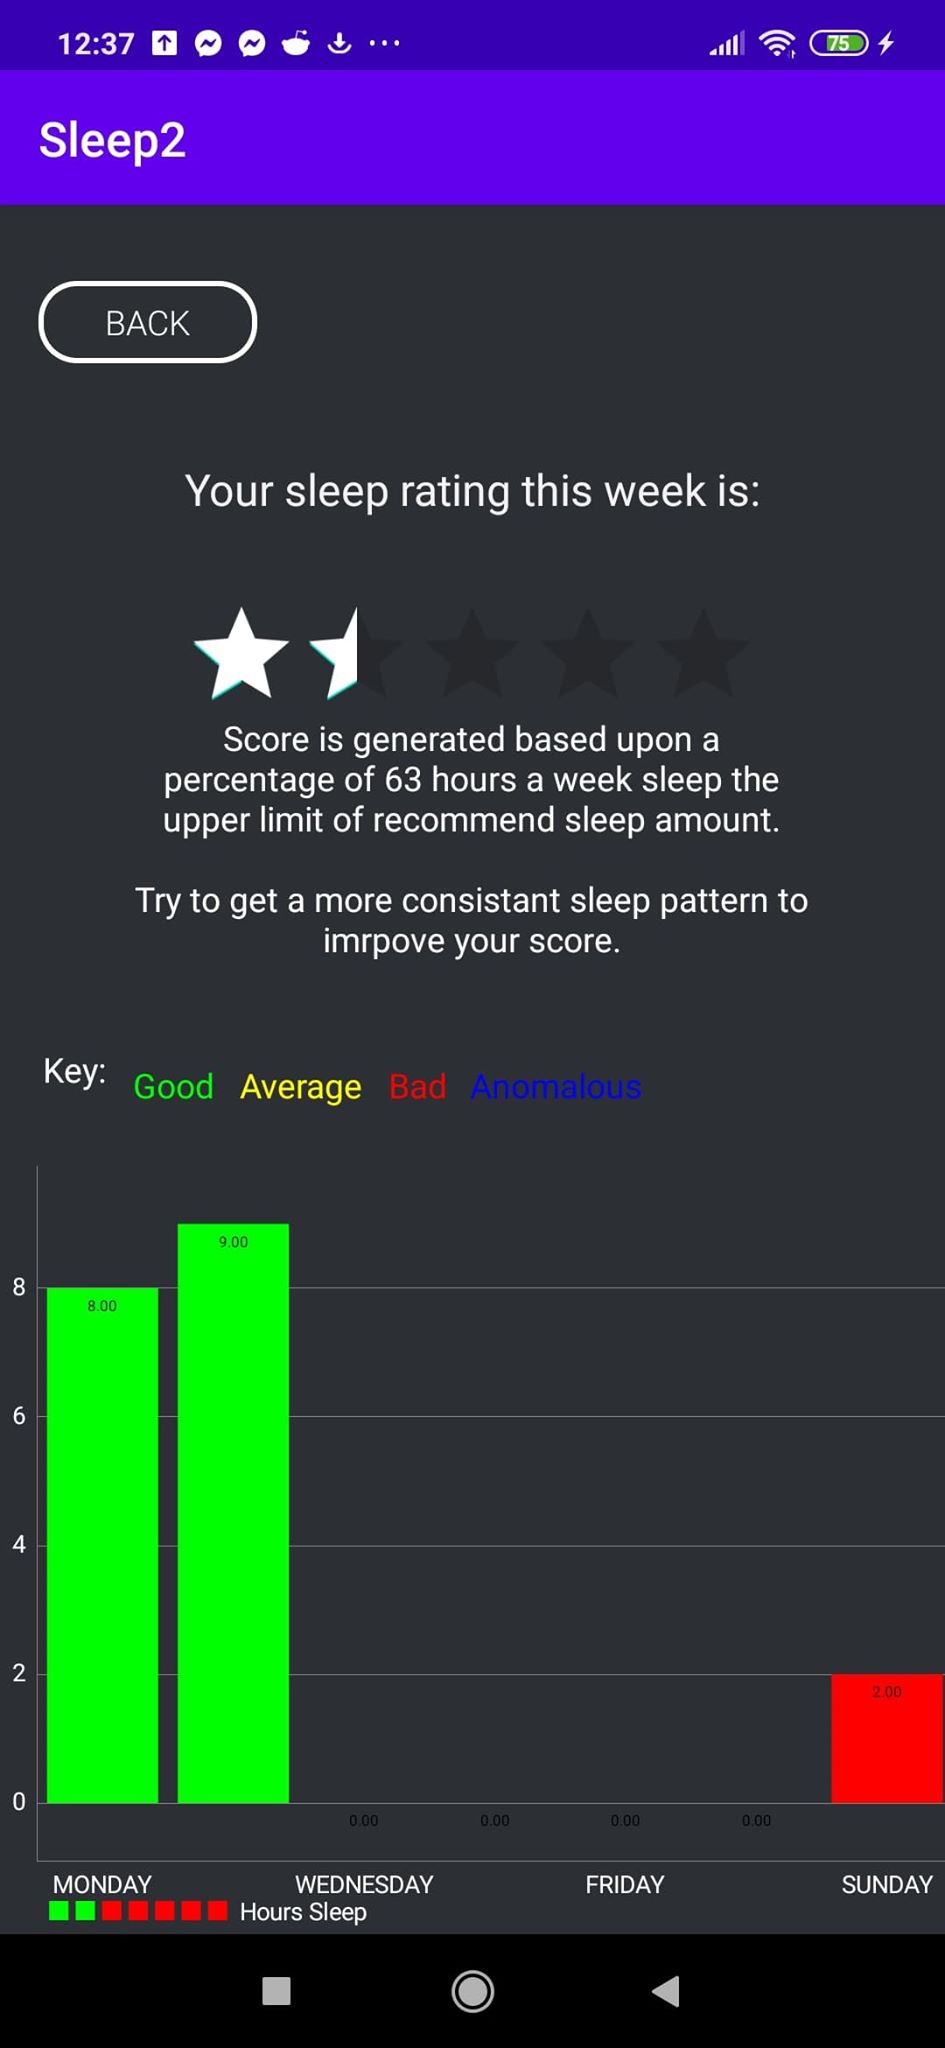 12:37
75
Sleep2
BACK
Your sleep rating this week is:
Score is generated based upon a
percentage of 63 hours a week sleep the
upper limit of recommend sleep amount.
Try to get a more consistant sleep pattern to
imrpove your score.
Key: Good Average Bad Anomalous
9.00
8
8.00
6
4
2
2.00
0
0.00 0.00 0.00 0.00
MONDAY WEDNESDAY FRIDAY SUNDAY
Hours Sleep